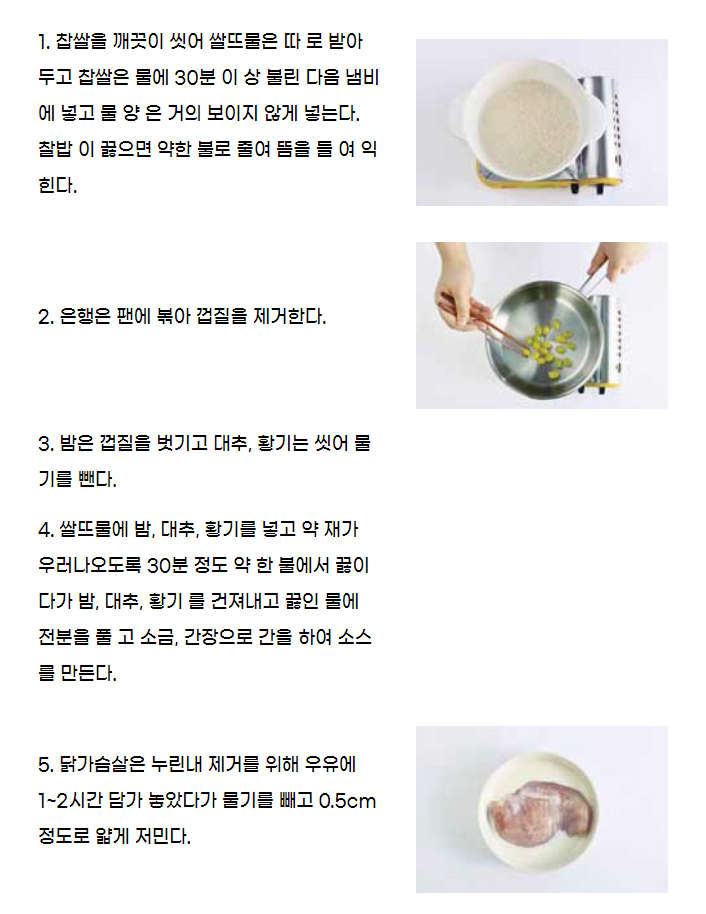 1. 찹쌀을 깨끗이 씻어 쌀뜨물은 따 로 받아
두고 찹쌀은 물에 30분 이 상 불린 다음 냄비
에 넣고 물 양 은 거의 보이지 않게 넣는다.
찰밥 이 끓으면 약한 불로 줄여 뜸을 들 여 익
힌다.
2. 은행은 팬에 볶아 껍질을 제거한다.
3. 밤은 껍질을 벗기고 대추, 황기는 씻어 물
기를 뺀다.
4. 쌀뜨물에 밤, 대추, 황기를 넣고 약 재가
우러나오도록 30분 정도 약 한 불에서 끓이
다가 밤, 대추, 황기 를 건져내고 끓인 물에
전분을 풀 고 소금, 간장으로 간을 하여 소스
를 만든다.
5. 닭가슴살은 누린내 제거를 위해 우유에
1~2시간 담가 놓았다가 물기를 빼고 0.5cm
정도로 얇게 저민다.